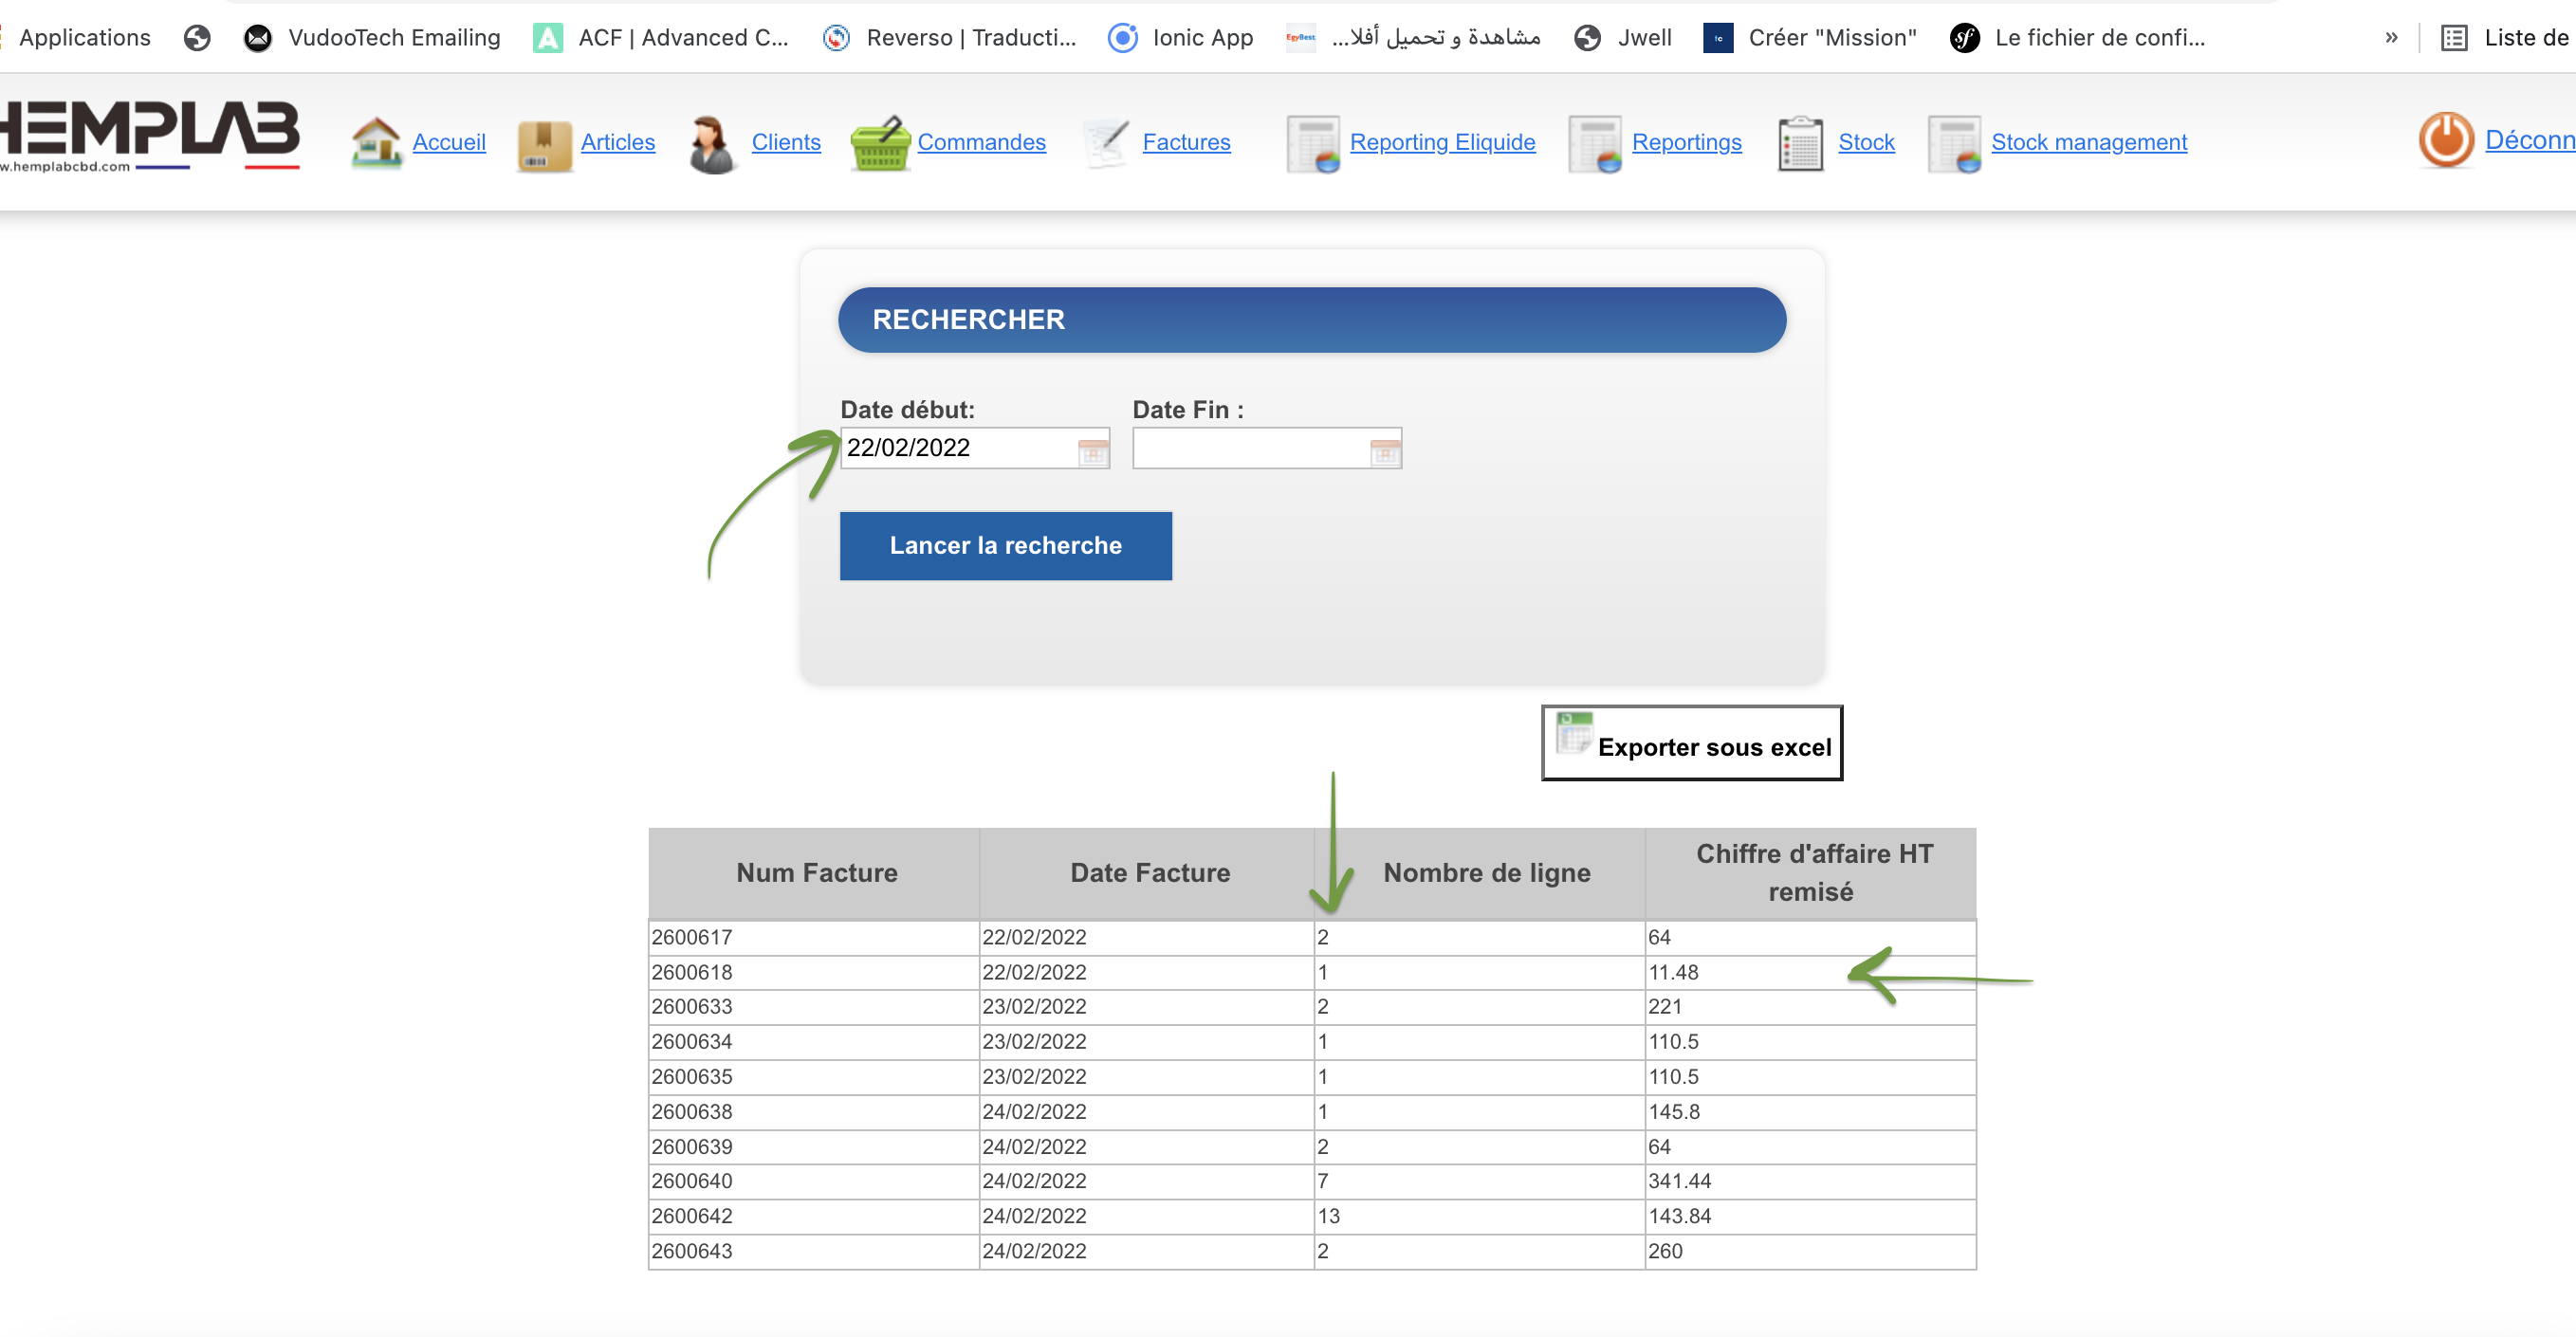 Applications VudooTech Emailing ACF | Advanced C... Reverso | Traducti... Ionic App EgyBest مشاهدة و تحميل أفلا... Jwell Créer "Mission" Le fichier de confi... » Liste de
HEMPLAB
w.hemplabcbd.com
Accueil Articles Clients Commandes Factures Reporting Eliquide Reportings Stock Stock management Déconn
RECHERCHER
Date début: Date Fin :
22/02/2022
Lancer la recherche
Exporter sous excel
Num Facture Date Facture Nombre de ligne Chiffre d'affaire HT remisé
2600617 22/02/2022 2 64
2600618 22/02/2022 1 11.48
2600633 23/02/2022 2 221
2600634 23/02/2022 1 110.5
2600635 23/02/2022 1 110.5
2600638 24/02/2022 1 145.8
2600639 24/02/2022 2 64
2600640 24/02/2022 7 341.44
2600642 24/02/2022 13 143.84
2600643 24/02/2022 2 260